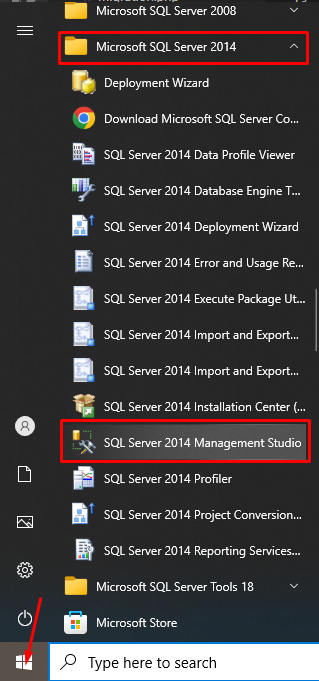 Microsoft SQL Server 2008
Microsoft SQL Server 2014
Deployment Wizard
Download Microsoft SQL Server Co...
SQL Server 2014 Data Profile Viewer
SQL Server 2014 Database Engine T...
SQL Server 2014 Deployment Wizard
SQL Server 2014 Error and Usage Re...
SQL Server 2014 Execute Package Ut...
SQL Server 2014 Import and Export...
SQL Server 2014 Import and Export...
SQL Server 2014 Installation Center (...
SQL Server 2014 Management Studio
SQL Server 2014 Profiler
SQL Server 2014 Project Conversion...
SQL Server 2014 Reporting Services...
Microsoft SQL Server Tools 18
Microsoft Store
Type here to search